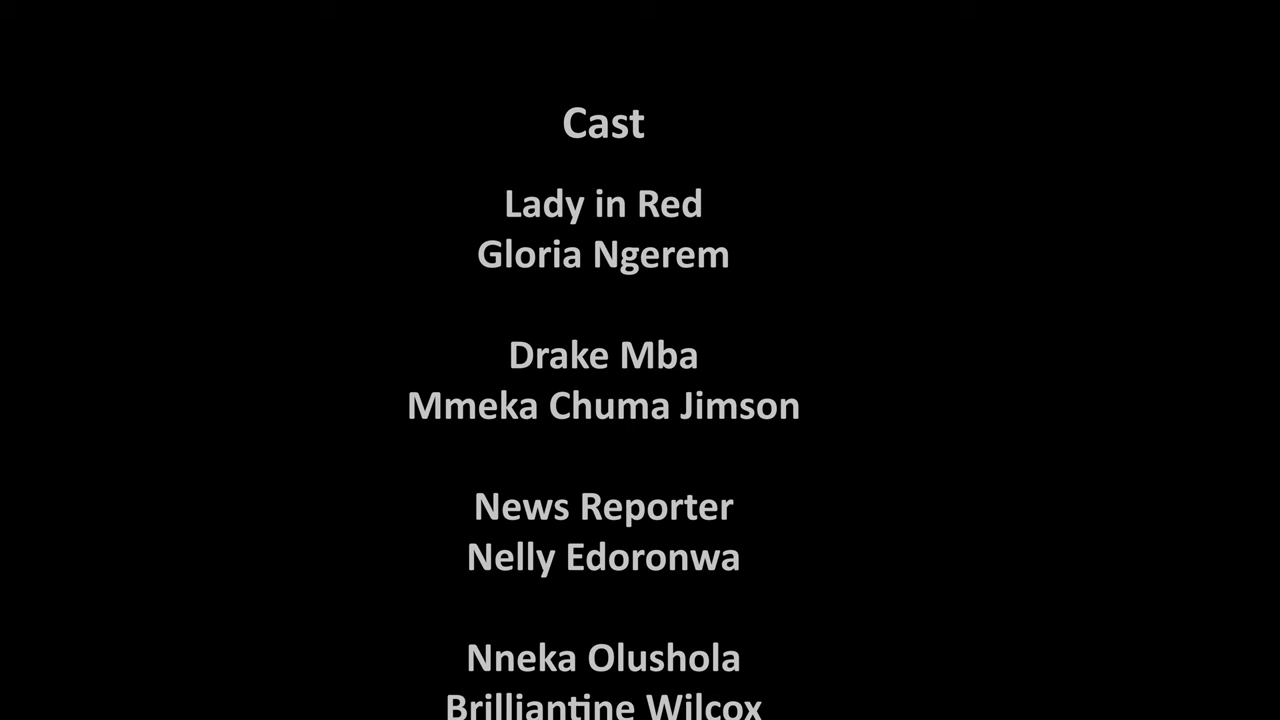 Cast
Lady in Red
Gloria Ngerem
Drake Mba
Mmeka Chuma Jimson
News Reporter
Nelly Edoronwa
Nneka Olushola
Brilliantine Wilcox